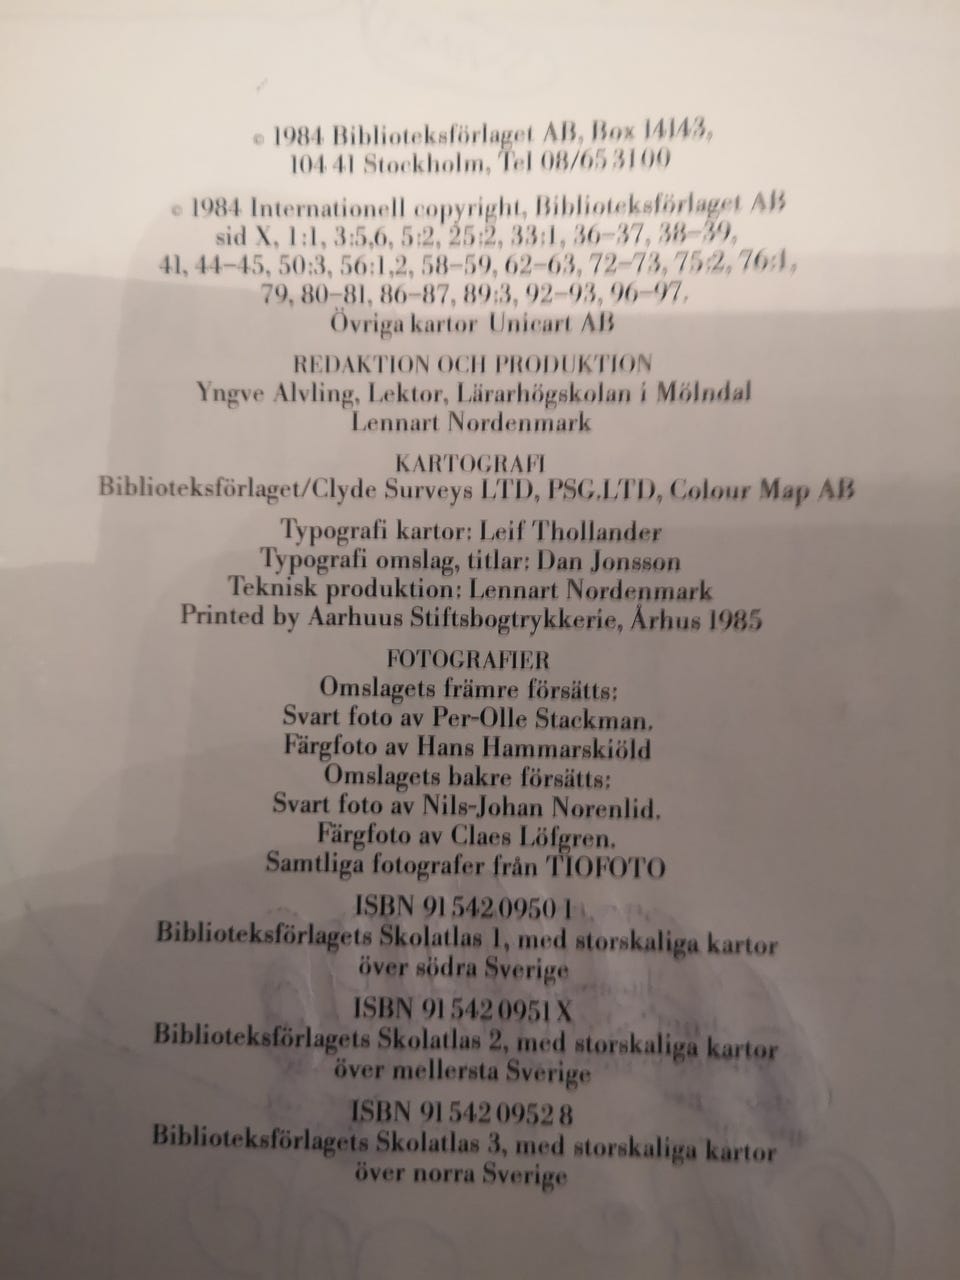 © 1984 Biblioteksförlaget AB, Box 14143,
104 41 Stockholm, Tel 08/65 31 00
© 1984 Internationell copyright, Biblioteksförlaget AB
sid X, 1:1, 3:5,6, 5:2, 25:2, 33:1, 36–37, 38–39,
41, 44–45, 50:3, 56:1,2, 58–59, 62–63, 72–73, 75:2, 76:1,
79, 80–81, 86–87, 89:3, 92–93, 96–97.
Övriga kartor Unicart AB
REDAKTION OCH PRODUKTION
Yngve Alvling, Lektor, Lärarhögskolan i Mölndal
Lennart Nordenmark
KARTOGRAFI
Biblioteksförlaget/Clyde Surveys LTD, PSG.LTD, Colour Map AB
Typografi kartor: Leif Thollander
Typografi omslag, titlar: Dan Jonsson
Teknisk produktion: Lennart Nordenmark
Printed by Aarhuus Stiftsbogtrykkerie, Århus 1985
FOTOGRAFIER
Omslagets främre försätts:
Svart foto av Per-Olle Stackman.
Färgfoto av Hans Hammarskiöld
Omslagets bakre försätts:
Svart foto av Nils-Johan Norenlid.
Färgfoto av Claes Löfgren.
Samtliga fotografer från TIOFOTO
ISBN 91 542 0950 1
Biblioteksförlagets Skolatlas 1, med storskaliga kartor
över södra Sverige
ISBN 91 542 0951 X
Biblioteksförlagets Skolatlas 2, med storskaliga kartor
över mellersta Sverige
ISBN 91 542 0952 8
Biblioteksförlagets Skolatlas 3, med storskaliga kartor
över norra Sverige